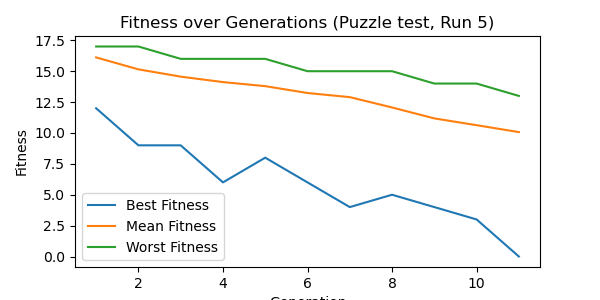 Fitness over Generations (Puzzle test, Run 5)
17.5
15.0
12.5
10.0
7.5
5.0
2.5
0.0
Fitness
Best Fitness
Mean Fitness
Worst Fitness
2
4
6
8
10
Generation